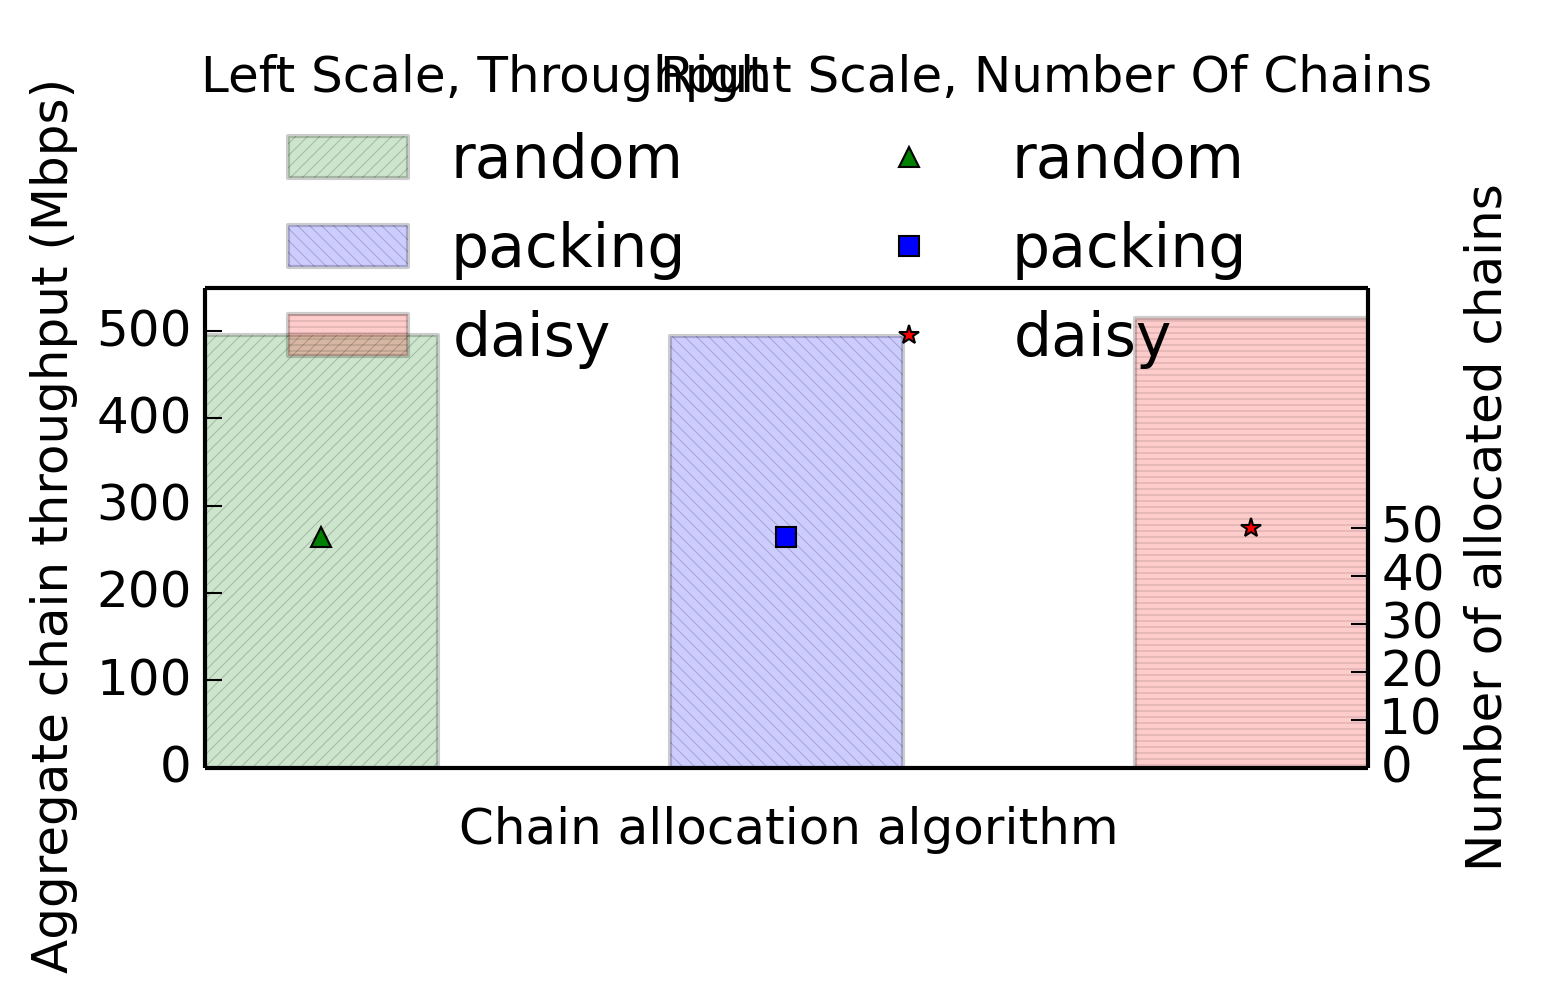 Left Scale, Throughput
Right Scale, Number Of Chains
random
packing
daisy
random
packing
daisy
Aggregate chain throughput (Mbps)
500
400
300
200
100
0
50
40
30
20
10
0
Number of allocated chains
Chain allocation algorithm